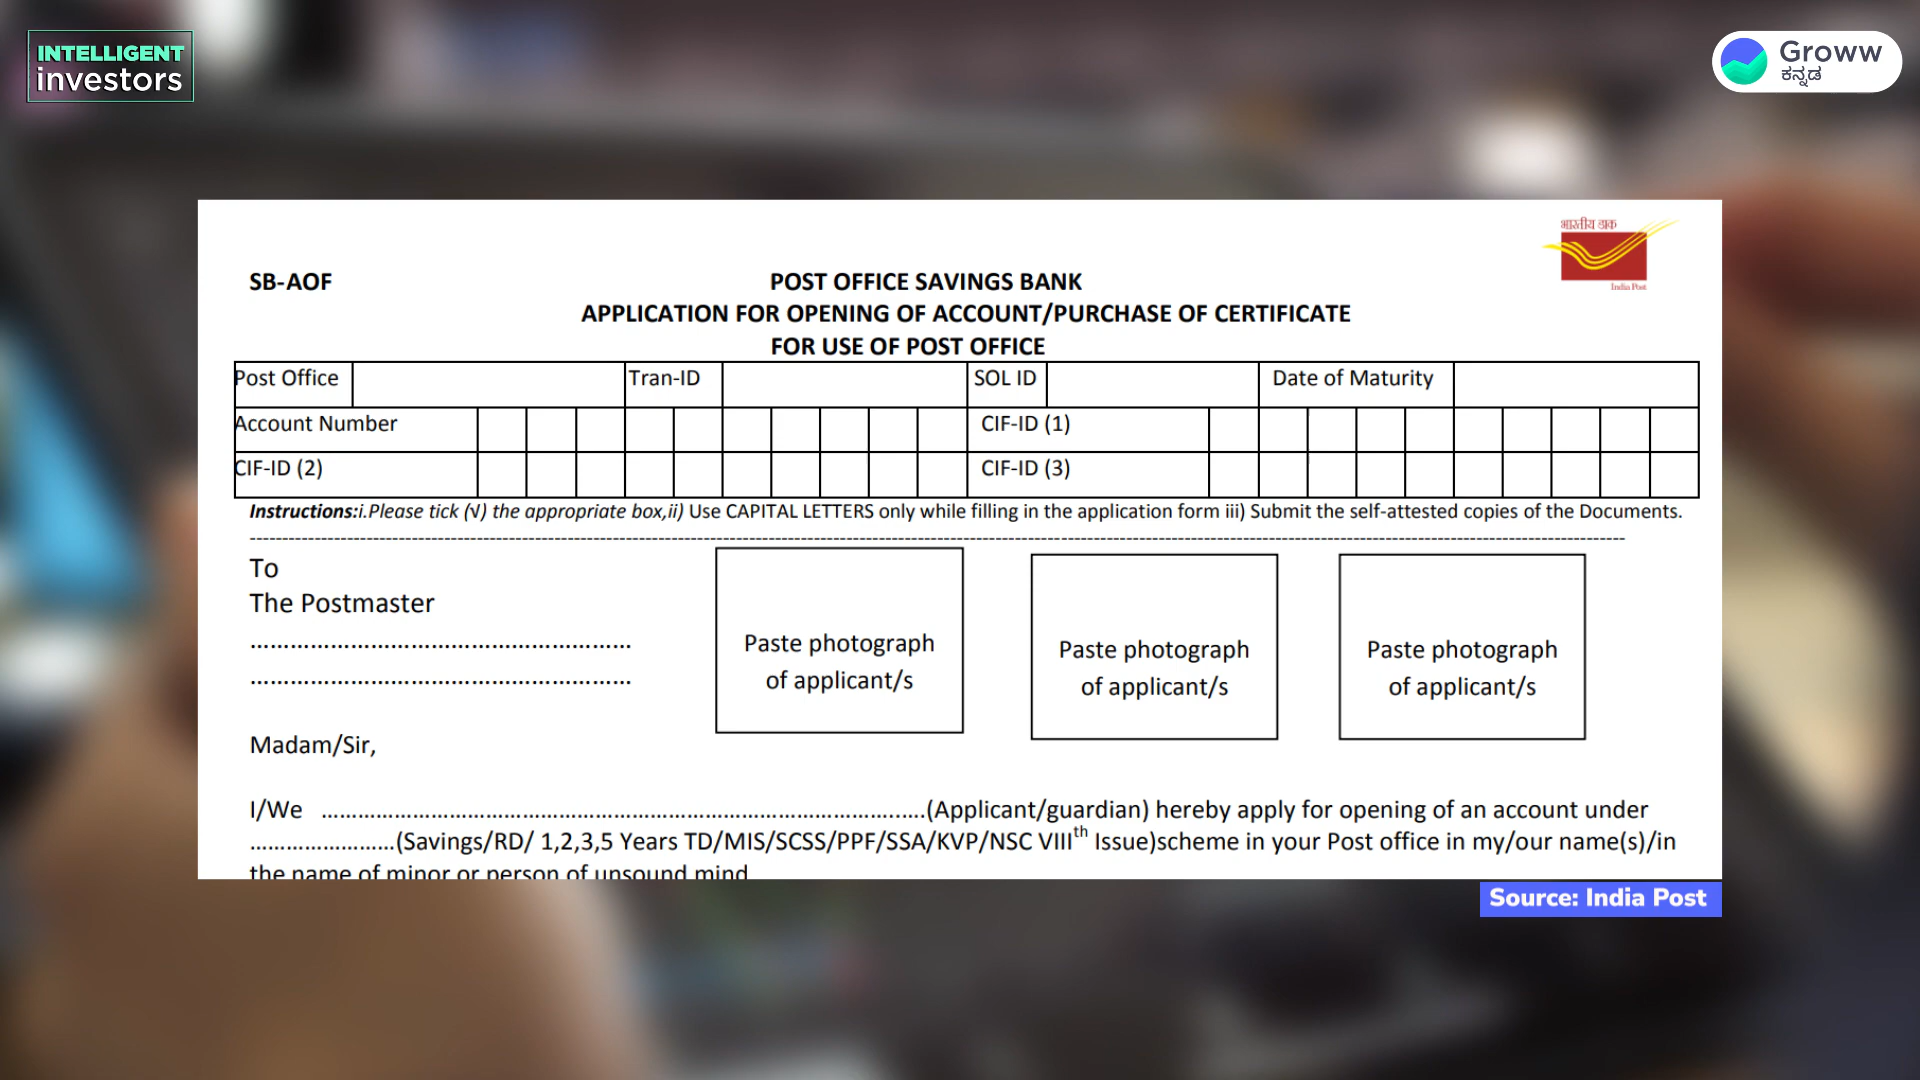 INTELLIGENT
investors
Groww
ಕನ್ನಡ
भारतीय डाक
India Post
SB-AOF
POST OFFICE SAVINGS BANK
APPLICATION FOR OPENING OF ACCOUNT/PURCHASE OF CERTIFICATE
FOR USE OF POST OFFICE
Post Office Tran-ID SOL ID Date of Maturity
Account Number CIF-ID (1)
CIF-ID (2) CIF-ID (3)
Instructions:i.Please tick (√) the appropriate box,ii) Use CAPITAL LETTERS only while filling in the application form iii) Submit the self-attested copies of the Documents.
To
The Postmaster
Paste photograph of applicant/s
Paste photograph of applicant/s
Paste photograph of applicant/s
Madam/Sir,
I/We ……………………………………………………………………………………….(Applicant/guardian) hereby apply for opening of an account under
……………………(Savings/RD/ 1,2,3,5 Years TD/MIS/SCSS/PPF/SSA/KVP/NSC VIIIth Issue)scheme in your Post office in my/our name(s)/in
the name of minor or person of unsound mind
Source: India Post